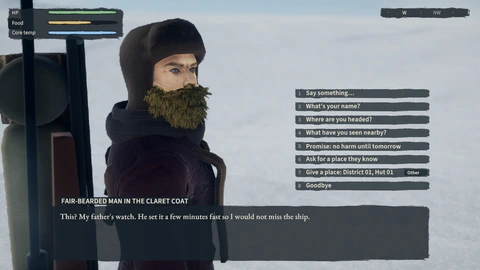 HP
Food
Core temp
W NW
1 Say something...
2 What's your name?
3 Where are you headed?
4 What have you seen nearby?
5 Promise: no harm until tomorrow
6 Ask for a place they know
7 Give a place: District 01, Hut 01 Other
8 Goodbye
FAIR-BEARDED MAN IN THE CLARET COAT
This? My father's watch. He set it a few minutes fast so I would not miss the ship.